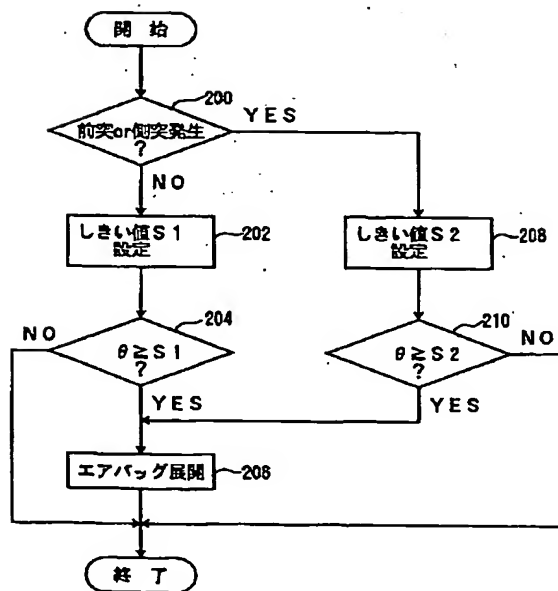 開始
200
前突or側突発生
?
YES
NO
しきい値S1
設定
202
しきい値S2
設定
208
204
NO
θ≧S1
?
YES
210
NO
θ≧S2
?
YES
エアバッグ展開
206
終了